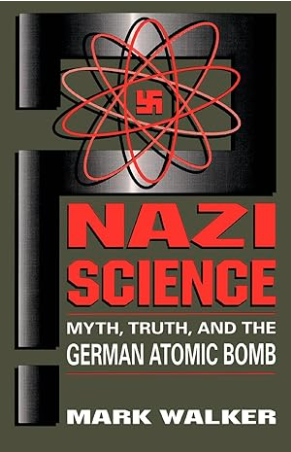 NAZI
SCIENCE
MYTH, TRUTH, AND THE
GERMAN ATOMIC BOMB
MARK WALKER